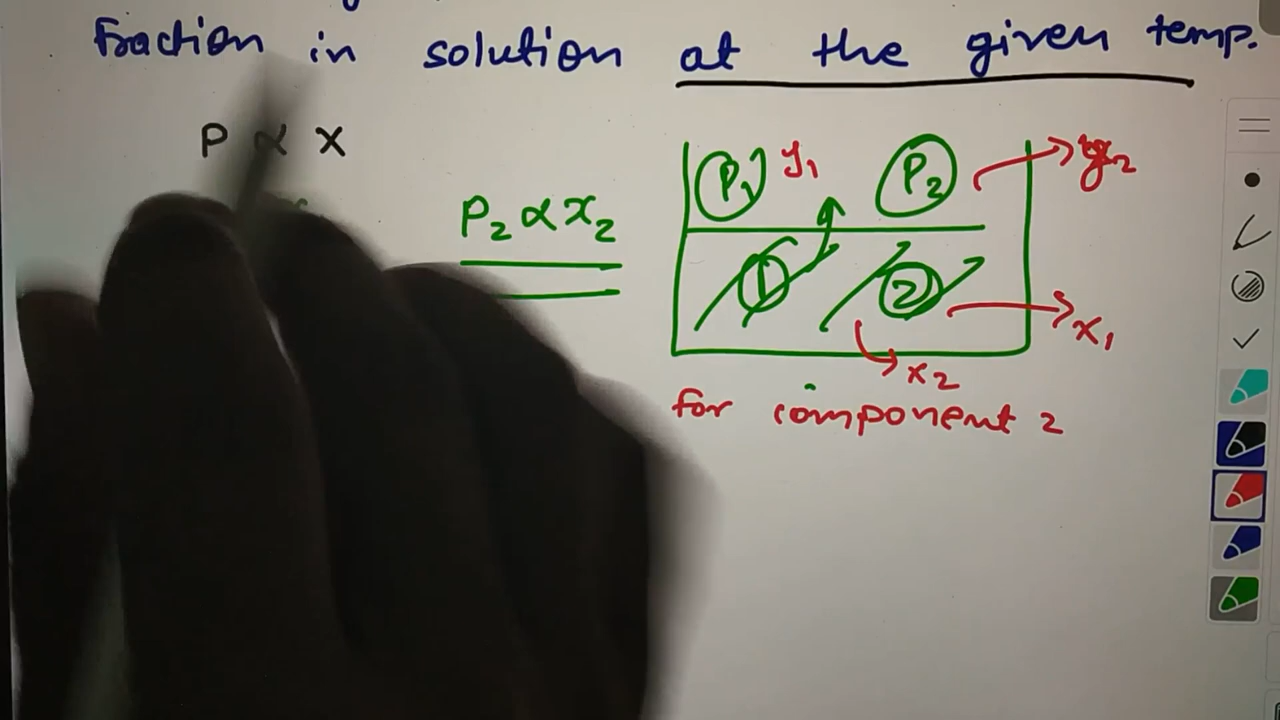 fraction in solution at the given temp.
P ∝ x
P₂ ∝ x₂
P₁ y₁ P₂
1 2
x₁
x₂
for component 2